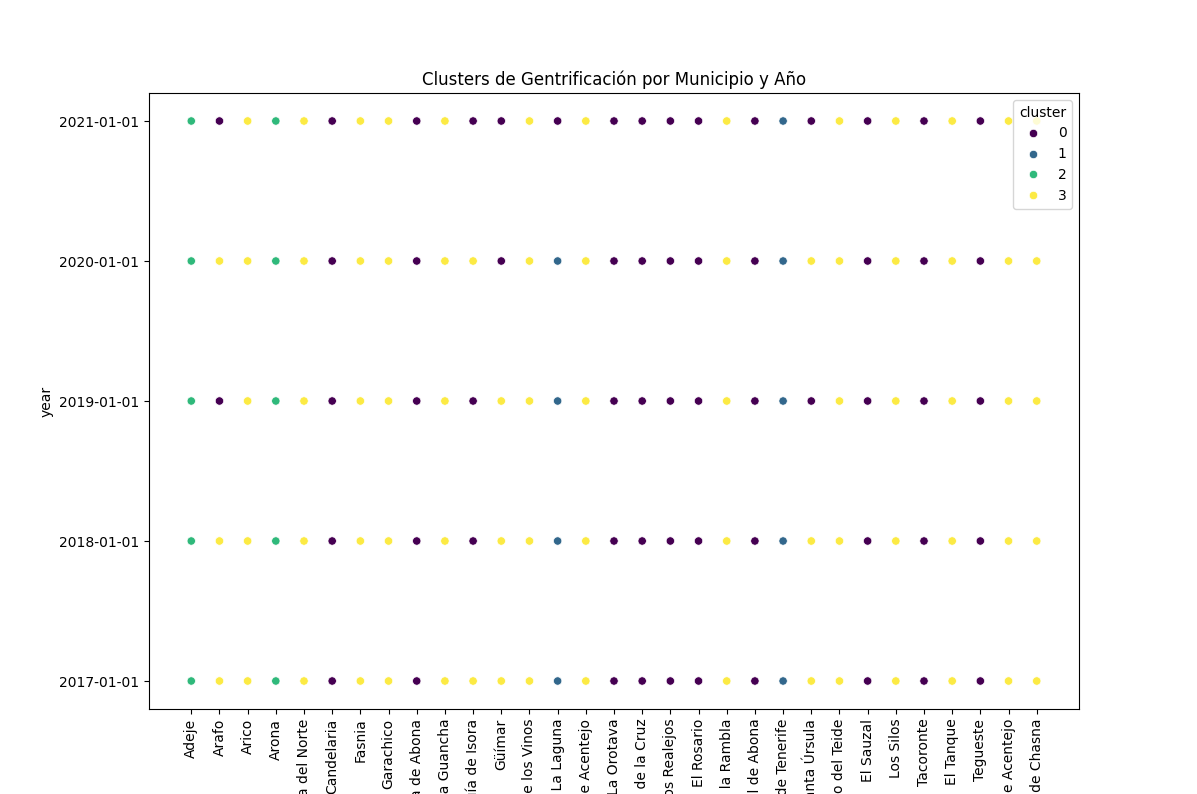 Clusters de Gentrificación por Municipio y Año
cluster
0
1
2
3
2021-01-01
2020-01-01
2019-01-01
2018-01-01
2017-01-01
year
Adeje
Arafo
Arico
Arona
a del Norte
Candelaria
Fasnia
Garachico
a de Abona
a Guancha
ía de Isora
Güímar
e los Vinos
La Laguna
e Acentejo
La Orotava
de la Cruz
os Realejos
El Rosario
la Rambla
l de Abona
de Tenerife
anta Úrsula
o del Teide
El Sauzal
Los Silos
Tacoronte
El Tanque
Tegueste
e Acentejo
de Chasna